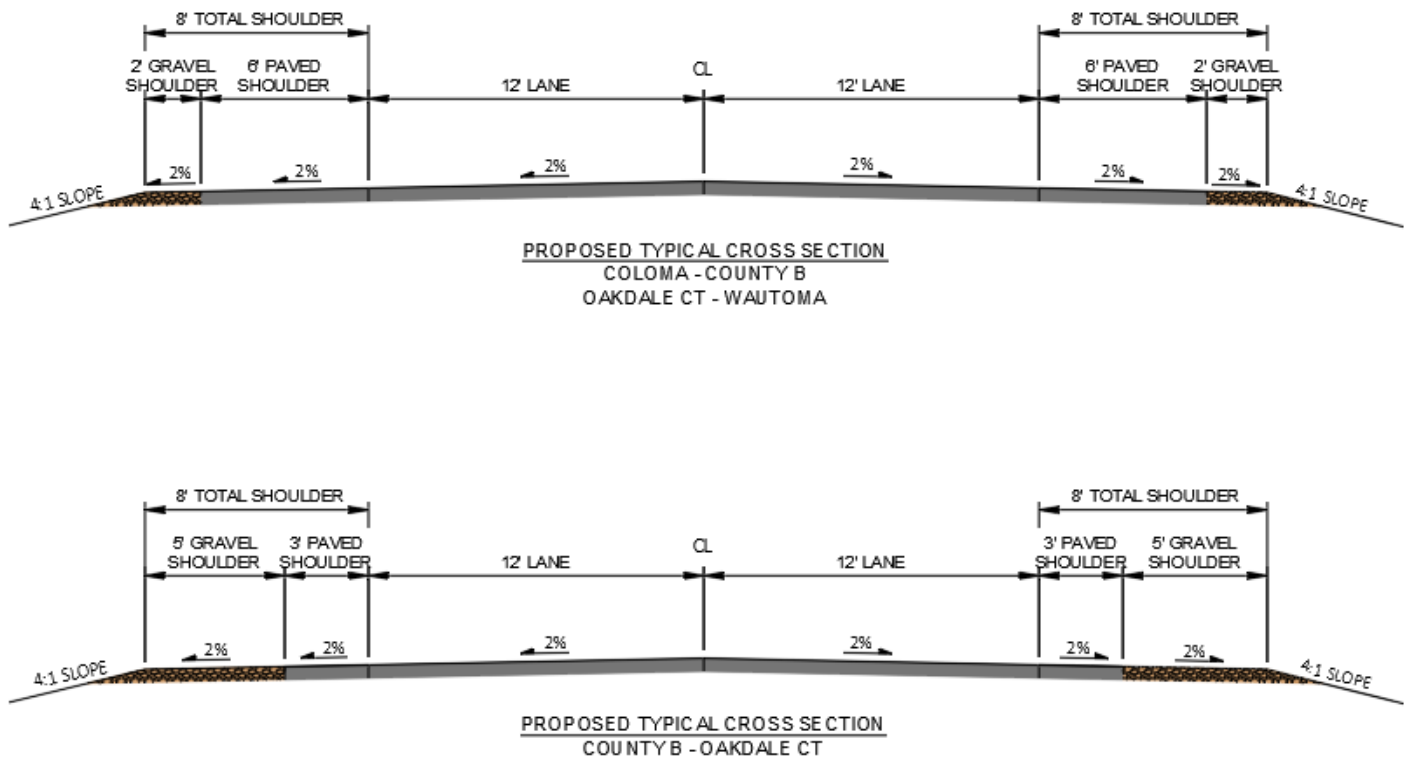 8' TOTAL SHOULDER
8' TOTAL SHOULDER
2' GRAVEL
SHOULDER
6' PAVED
SHOULDER
12' LANE
CL
12' LANE
6' PAVED
SHOULDER
2' GRAVEL
SHOULDER
4:1 SLOPE
2%
2%
2%
2%
2%
2%
4:1 SLOPE
PROPOSED TYPICAL CROSS SECTION
COLOMA - COUNTY B
OAKDALE CT - WAUTOMA
8' TOTAL SHOULDER
8' TOTAL SHOULDER
5' GRAVEL
SHOULDER
3' PAVED
SHOULDER
12' LANE
CL
12' LANE
3' PAVED
SHOULDER
5' GRAVEL
SHOULDER
4:1 SLOPE
2%
2%
2%
2%
2%
2%
4:1 SLOPE
PROPOSED TYPICAL CROSS SECTION
COUNTY B - OAKDALE CT